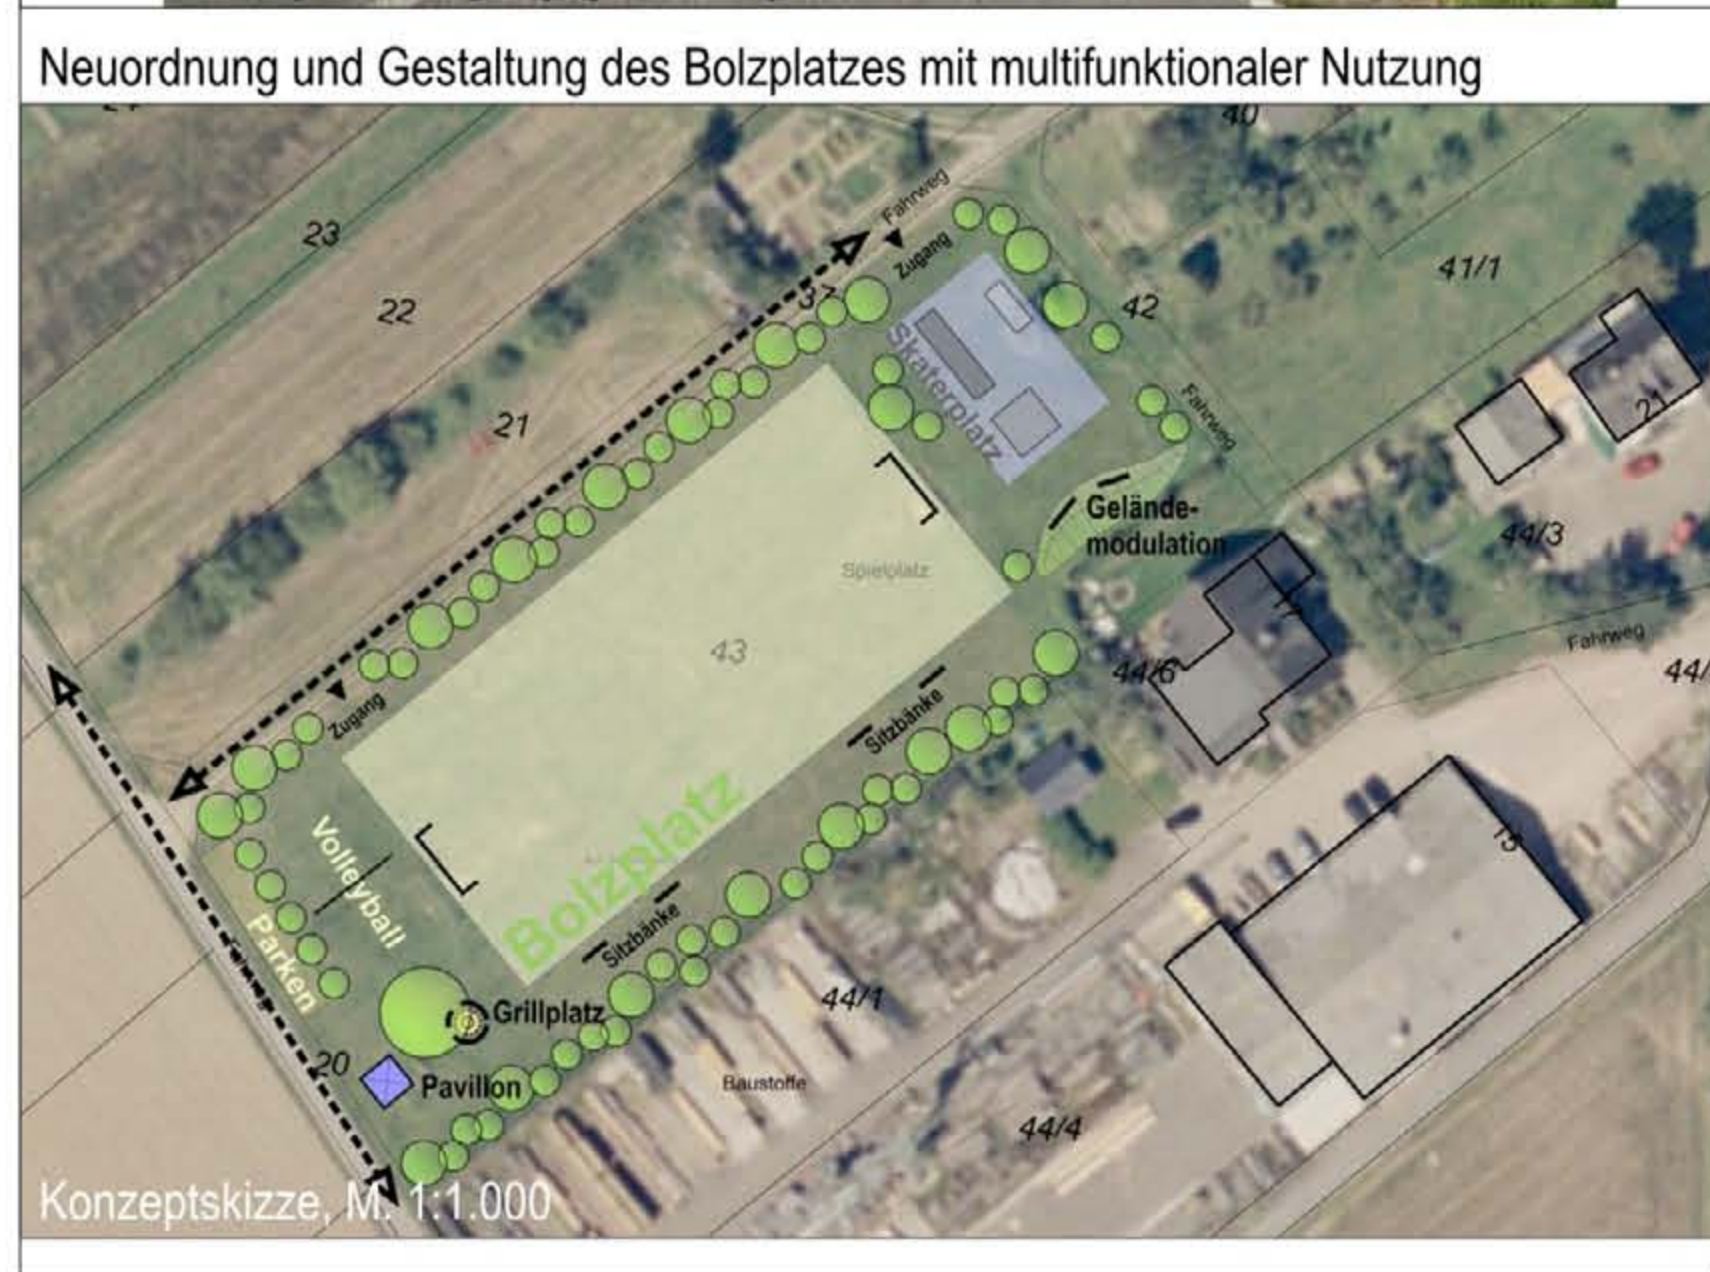 Neuordnung und Gestaltung des Bolzplatzes mit multifunktionaler Nutzung
40
Fahrweg
23
Zugang
41/1
22
37
42
Skaterplatz
Fahrweg
21
21
Gelände-
modulation
44/3
Spielplatz
43
Fahrweg
44/6
44/
Sitzbänke
Zugang
Bolzplatz
Volleyball
Sitzbänke
Parken
44/1
Grillplatz
20
Pavillon
Baustoffe
44/4
Konzeptskizze, M. 1:1.000